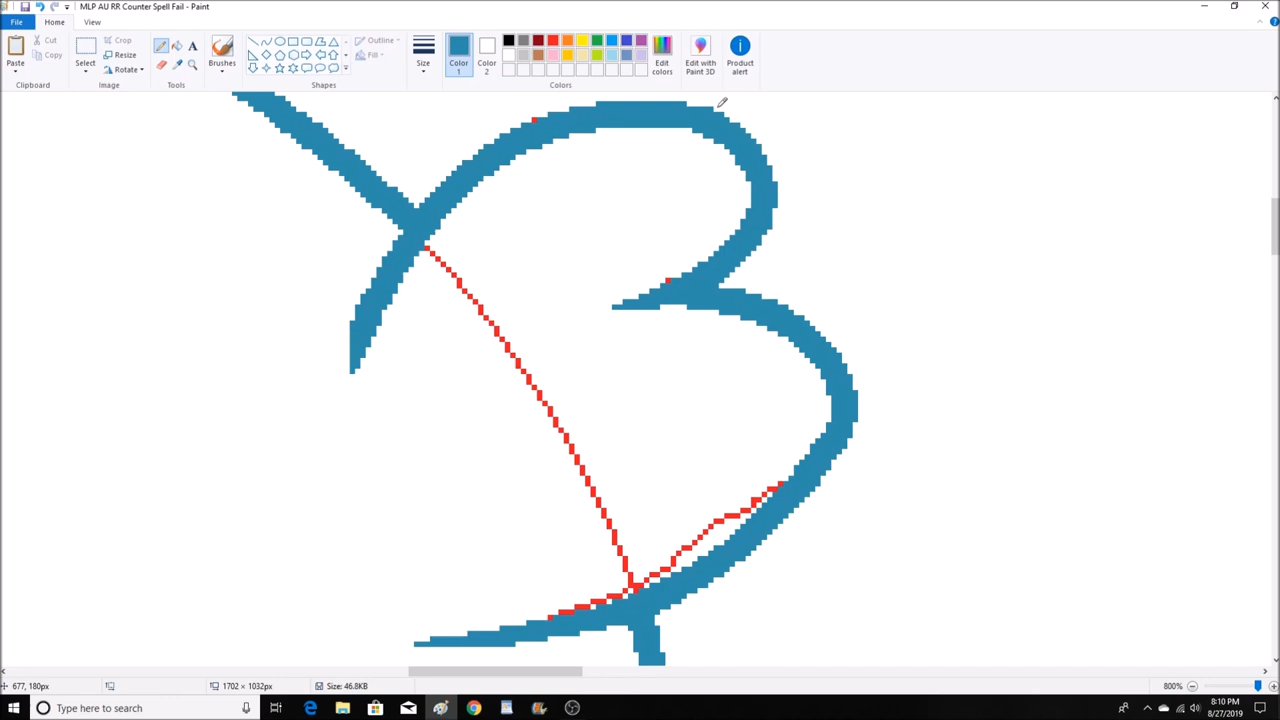 MLP AU RR Counter Spell Fail - Paint
File Home View
Paste Cut Copy Clipboard
Select Crop Resize Rotate Image
A Tools
Brushes
Outline Fill Shapes
Size
Color 1 Color 2 Edit colors Colors
Edit with Paint 3D
Product alert
677, 180px 1702 × 1032px Size: 46.8KB 800%
Type here to search 8:10 PM 8/27/2019